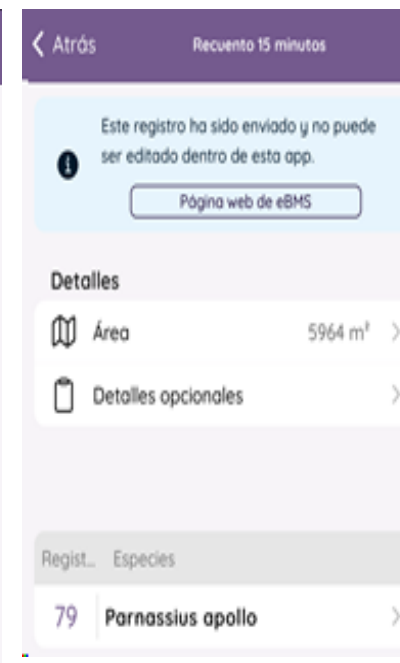 Atrás Recuento 15 minutos
Este registro ha sido enviado y no puede
ser editado dentro de esta app.
Página web de eBMS
Detalles
Área 5964 m²
Detalles opcionales
Regist... Especies
79 Parnassius apollo